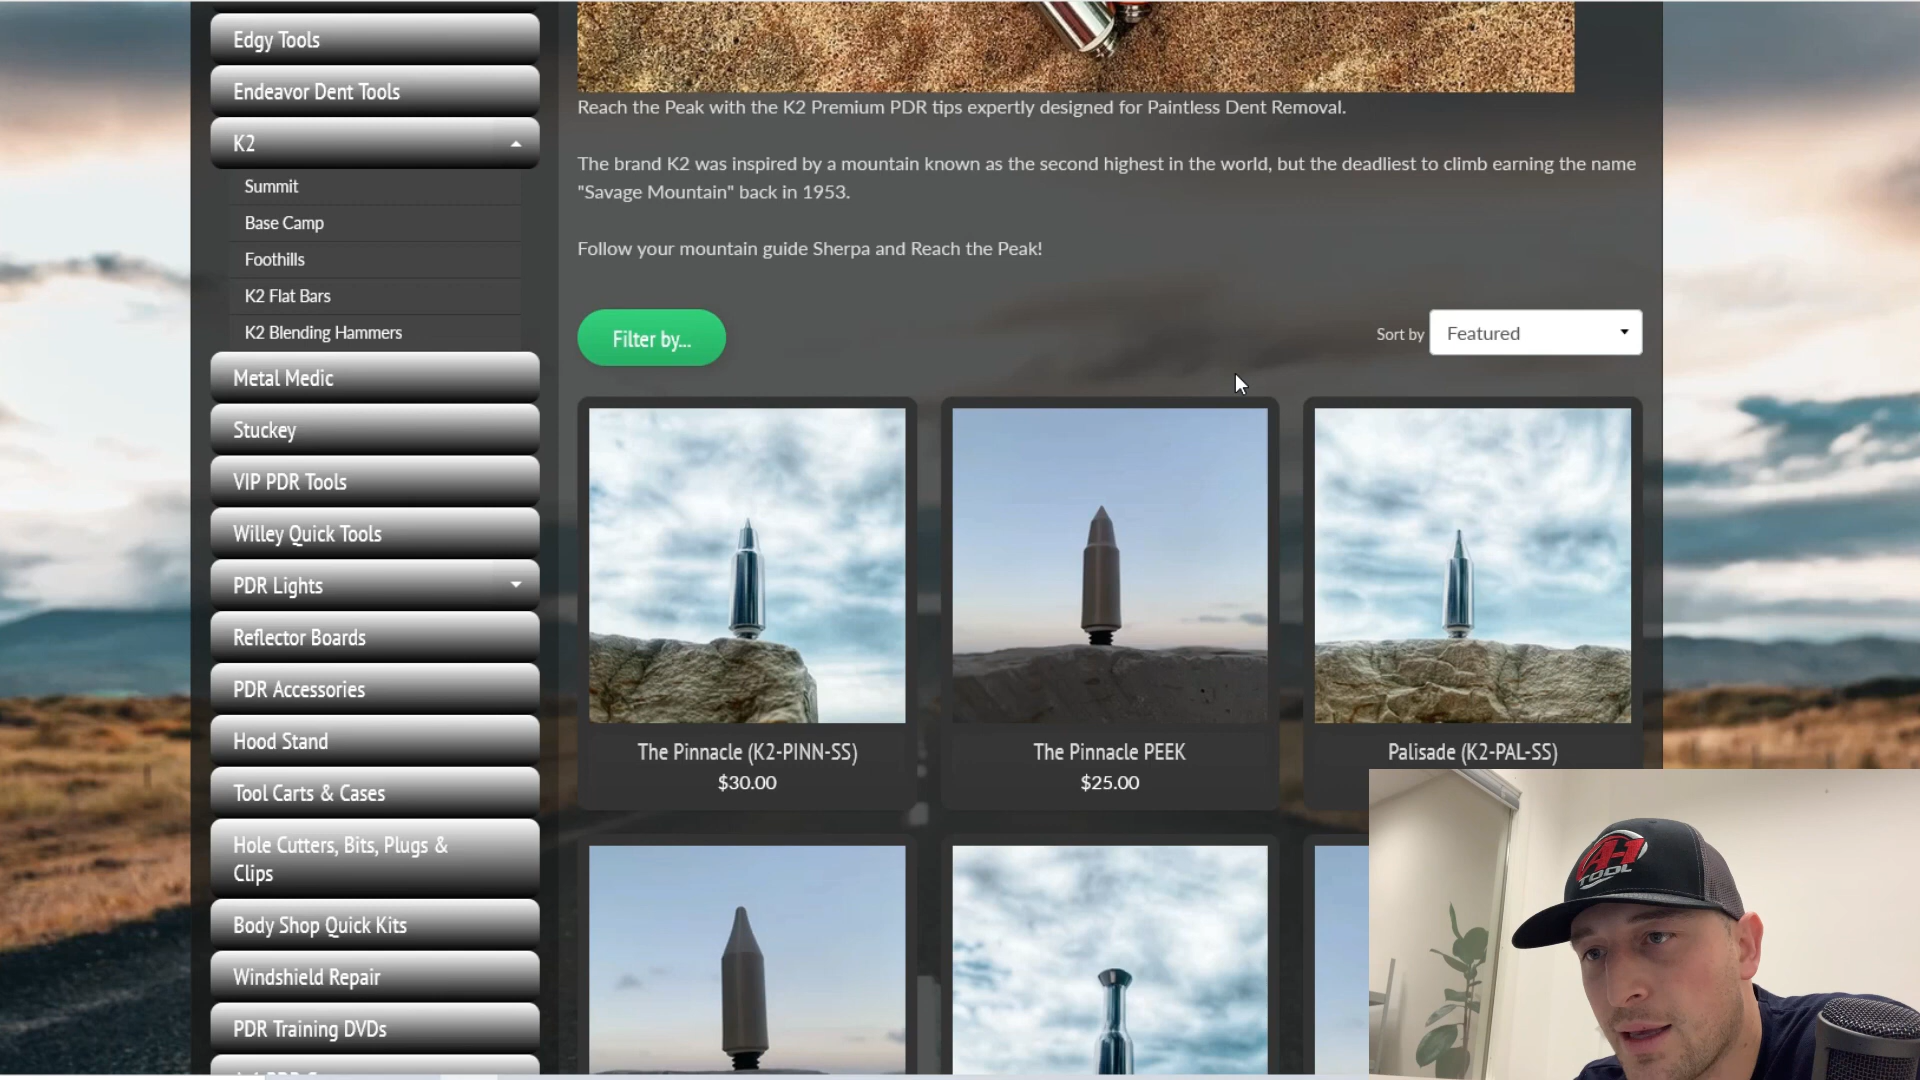 Edgy Tools
Endeavor Dent Tools
K2
Summit
Base Camp
Foothills
K2 Flat Bars
K2 Blending Hammers
Metal Medic
Stuckey
VIP PDR Tools
Willey Quick Tools
PDR Lights
Reflector Boards
PDR Accessories
Hood Stand
Tool Carts & Cases
Hole Cutters, Bits, Plugs &
Clips
Body Shop Quick Kits
Windshield Repair
PDR Training DVDs
Reach the Peak with the K2 Premium PDR tips expertly designed for Paintless Dent Removal.
The brand K2 was inspired by a mountain known as the second highest in the world, but the deadliest to climb earning the name
"Savage Mountain" back in 1953.
Follow your mountain guide Sherpa and Reach the Peak!
Filter by...
Sort by
Featured
The Pinnacle (K2-PINN-SS)
$30.00
The Pinnacle PEEK
$25.00
Palisade (K2-PAL-SS)
A-1
TOOL